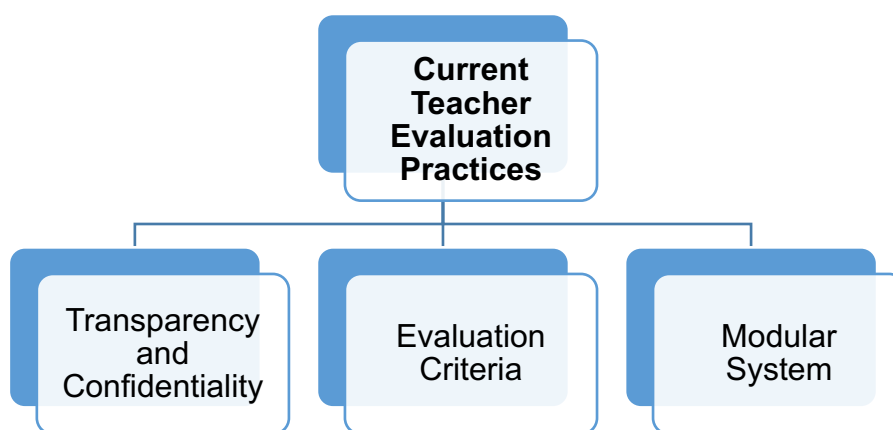 Current
Teacher
Evaluation
Practices
Transparency
and
Confidentiality
Evaluation
Criteria
Modular
System